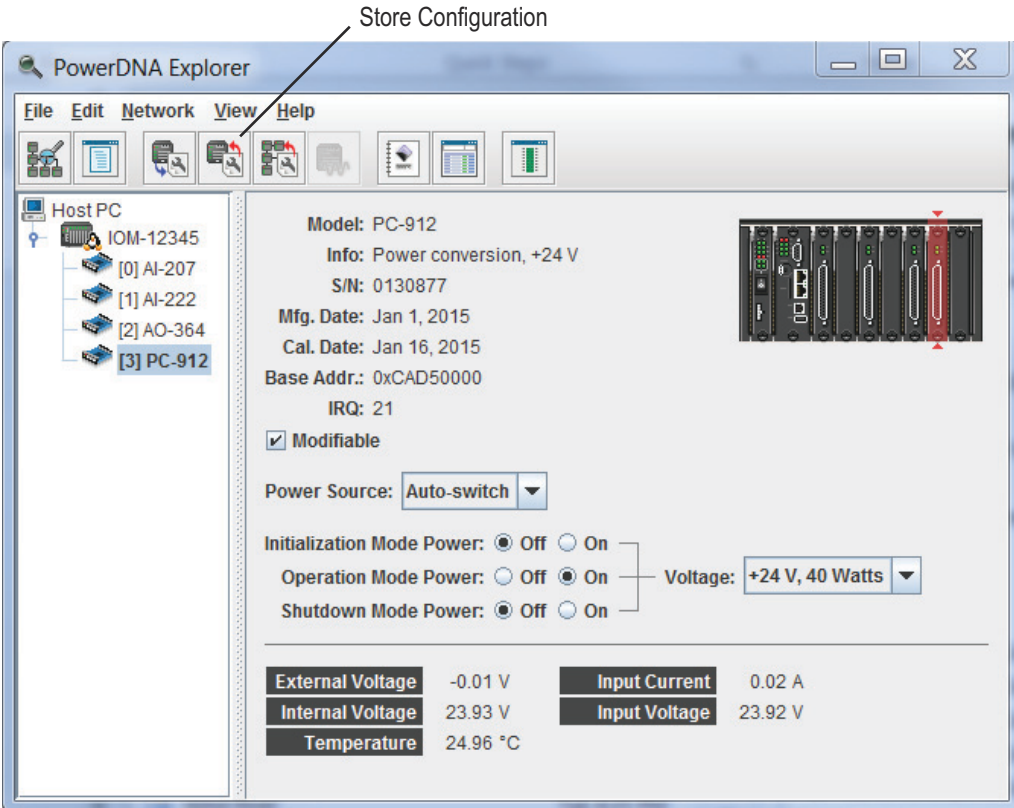 Store Configuration
PowerDNA Explorer
File Edit Network View Help
Host PC
IOM-12345
[0] AI-207
[1] AI-222
[2] AO-364
[3] PC-912
Model: PC-912
Info: Power conversion, +24 V
S/N: 0130877
Mfg. Date: Jan 1, 2015
Cal. Date: Jan 16, 2015
Base Addr.: 0xCAD50000
IRQ: 21
Modifiable
Power Source: Auto-switch
Initialization Mode Power: Off On
Operation Mode Power: Off On Voltage: +24 V, 40 Watts
Shutdown Mode Power: Off On
External Voltage -0.01 V Input Current 0.02 A
Internal Voltage 23.93 V Input Voltage 23.92 V
Temperature 24.96 °C